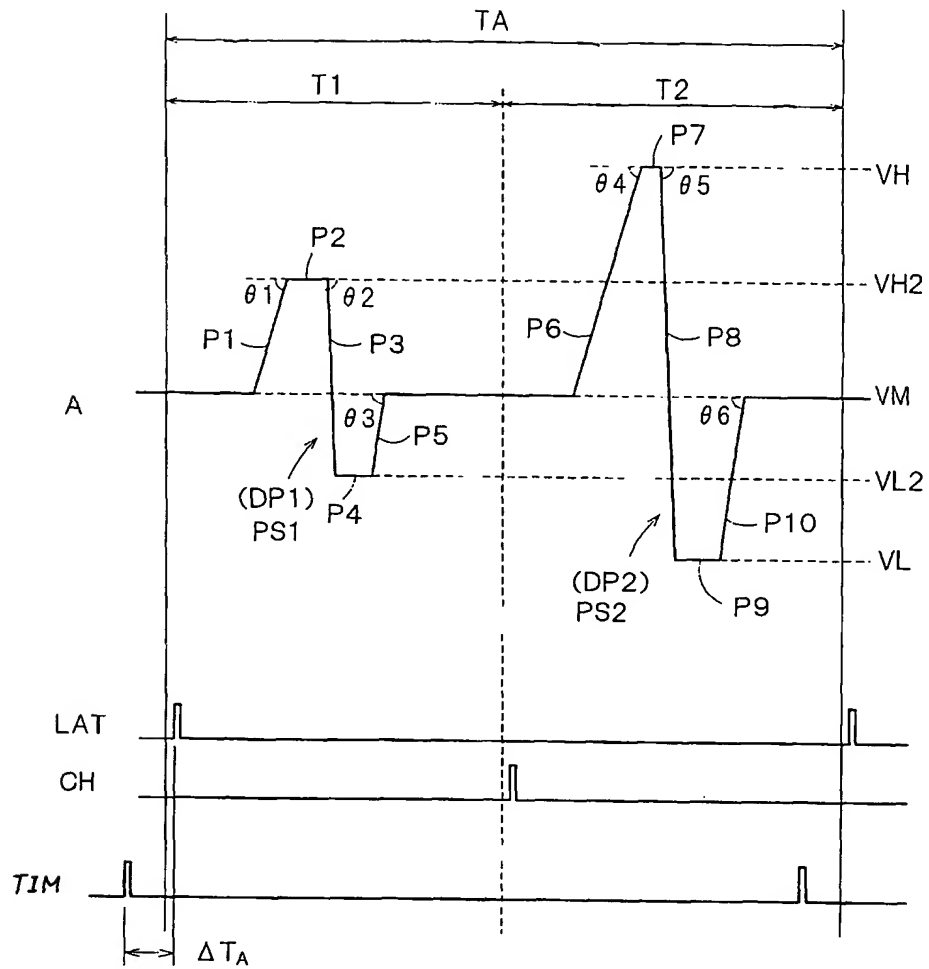 TA
T1 T2
P7
VH
θ4 θ5
P2
VH2
θ1 θ2
P1 P3 P6 P8
A
VM
θ3 θ6
P5
VL2
(DP1) P4
PS1
P10
VL
(DP2)
PS2 P9
LAT
CH
TIM
ΔTA